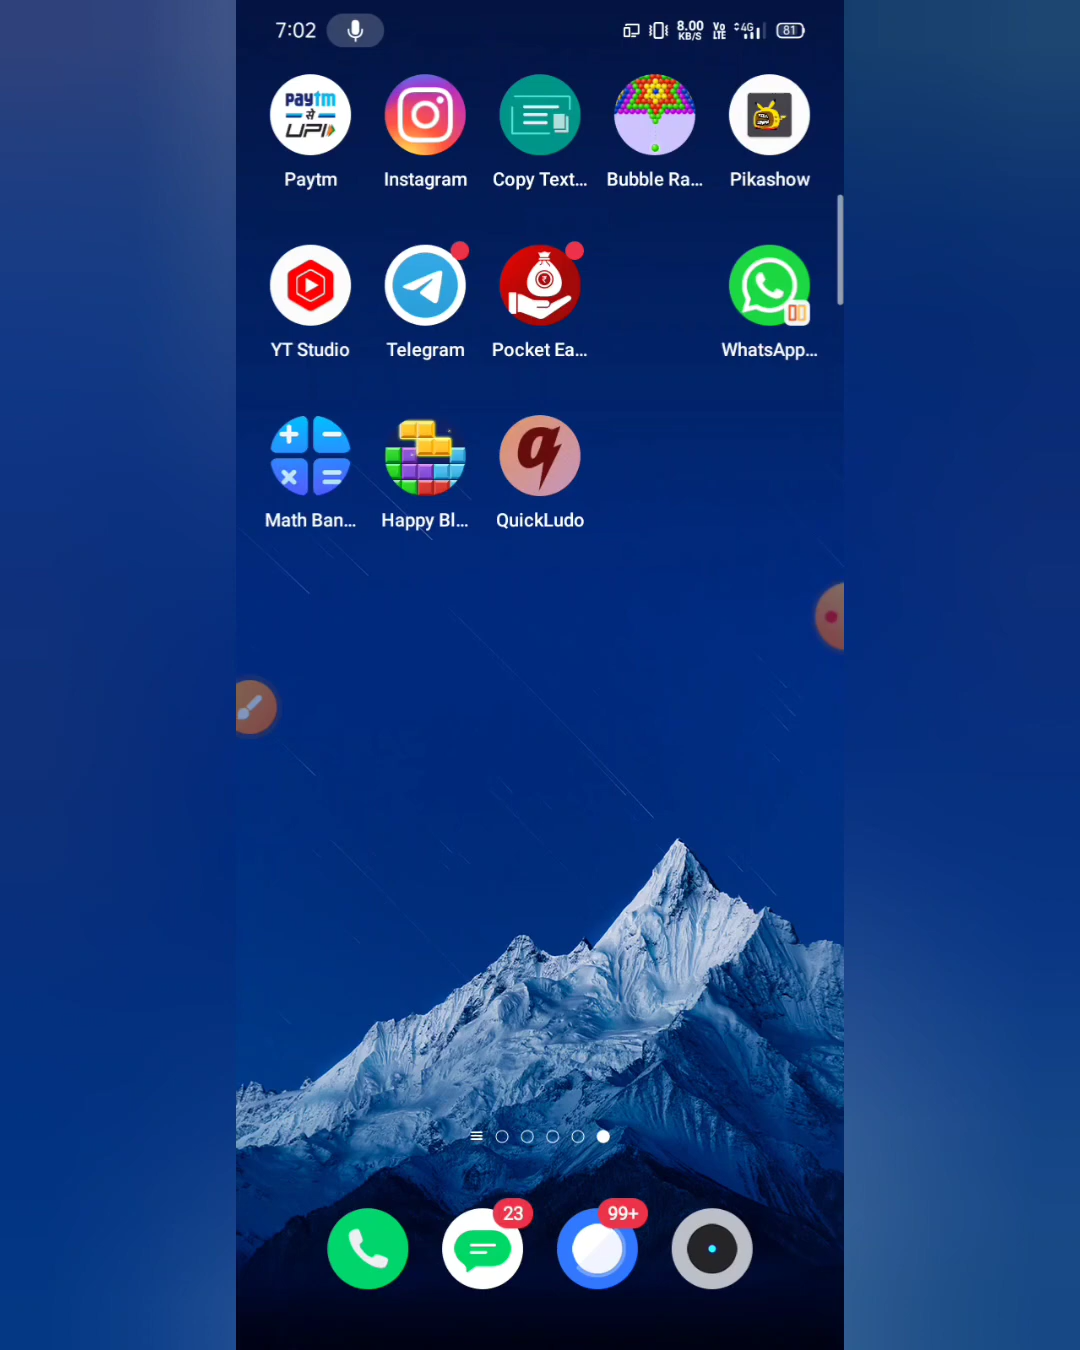 7:02
8.00
KB/S
Vo
LTE
4G
81
paytm
से
UPI
Paytm
Instagram
Copy Text...
Bubble Ra...
Pikashow
YT Studio
Telegram
Pocket Ea...
WhatsApp...
Math Ban...
Happy Bl...
QuickLudo
23
99+